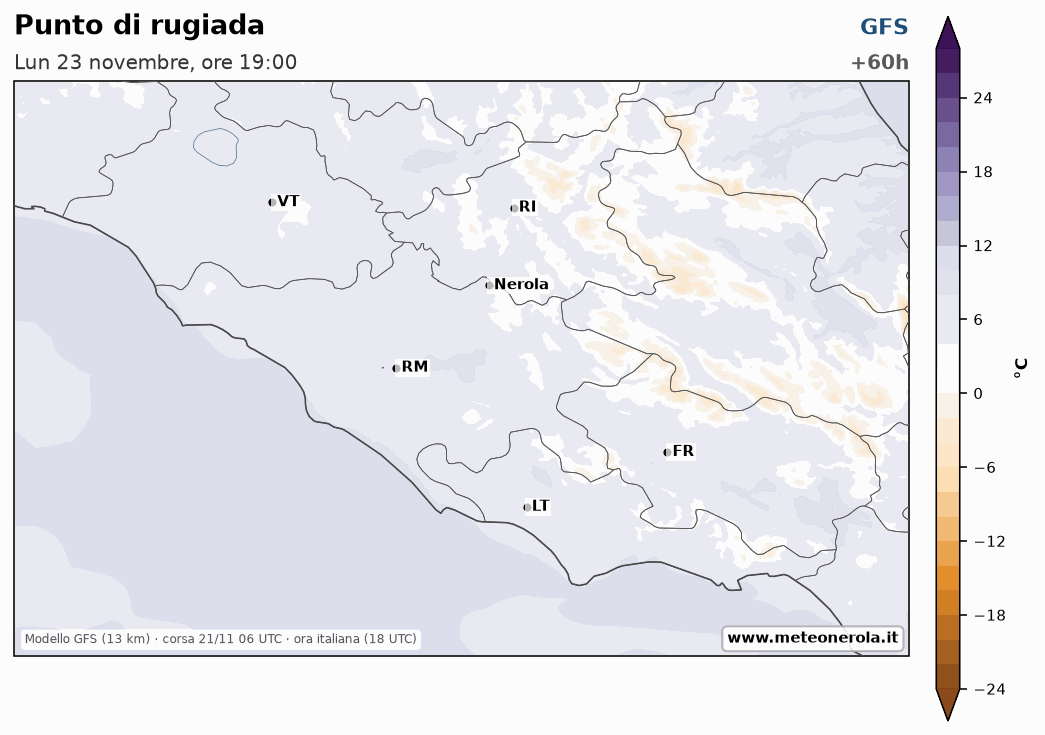 Punto di rugiada
GFS
Lun 23 novembre, ore 19:00
+60h
VT
RI
Nerola
RM
FR
LT
24
18
12
6
0
−6
−12
−18
−24
°C
Modello GFS (13 km) · corsa 21/11 06 UTC · ora italiana (18 UTC)
www.meteonerola.it